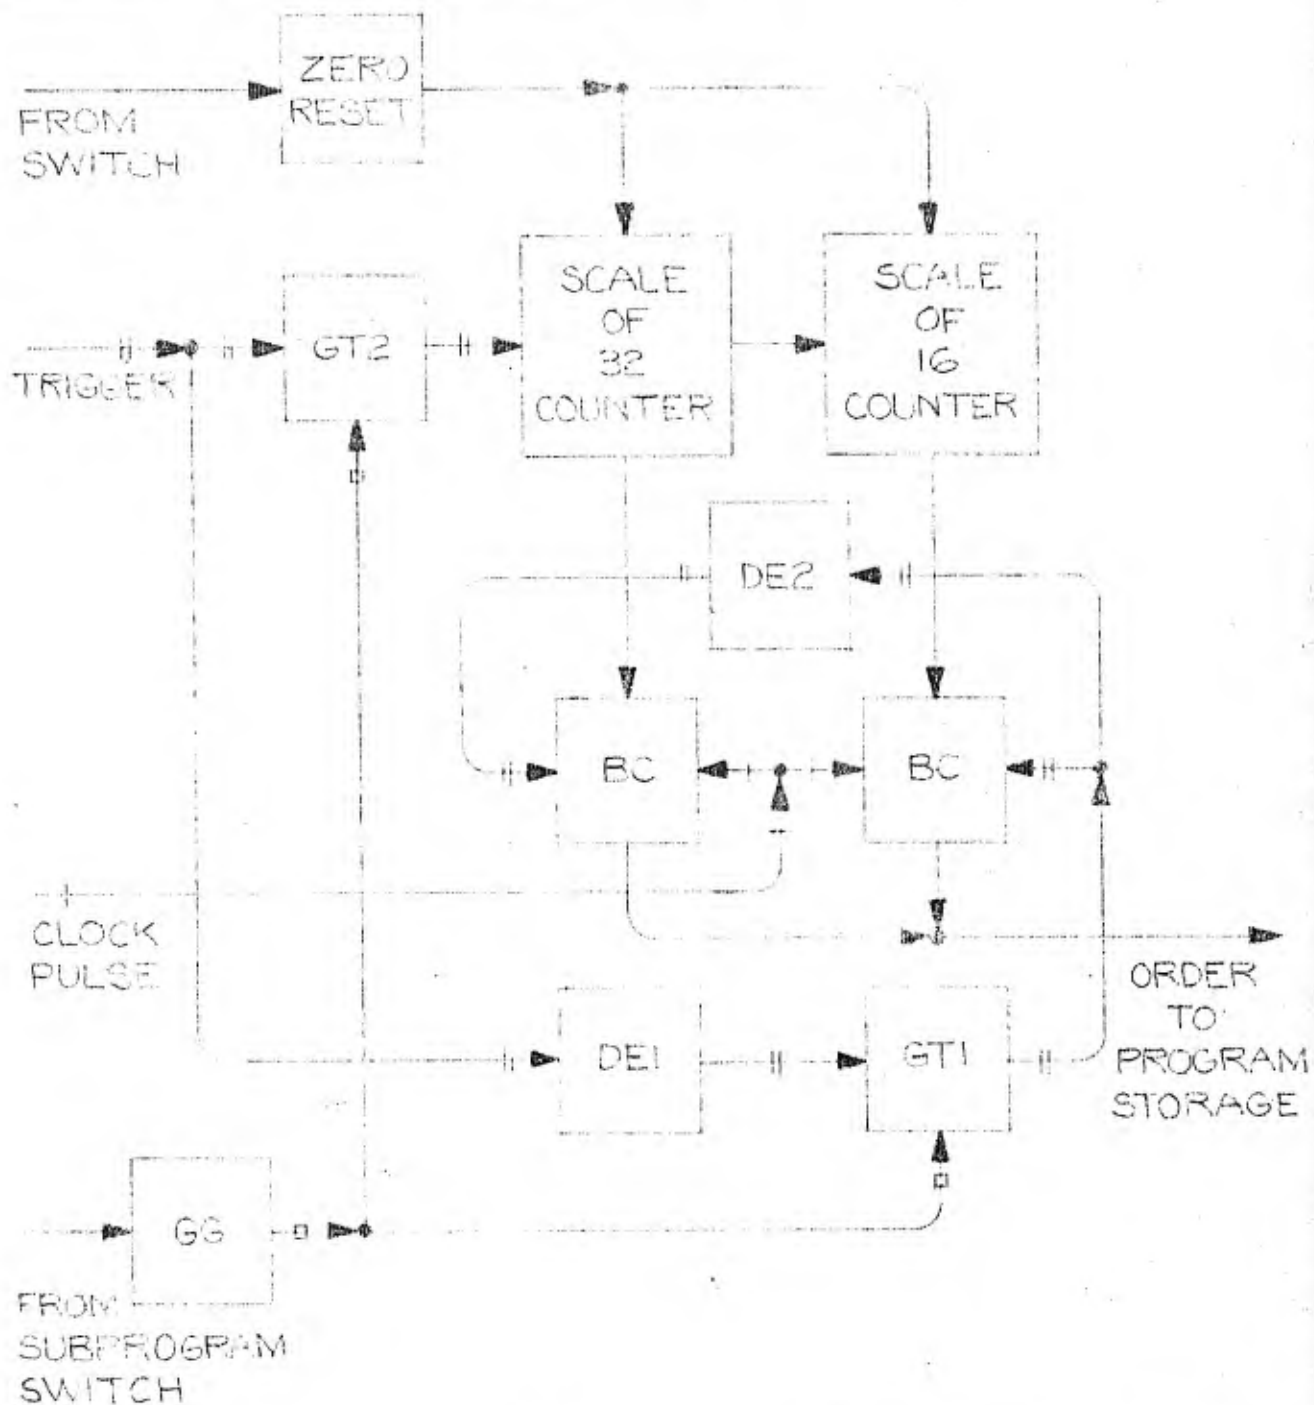 ZERO
RESET
FROM
SWITCH
SCALE
OF
32
COUNTER
SCALE
OF
16
COUNTER
GT2
TRIGGER
DE2
BC
BC
CLOCK
PULSE
ORDER
TO
PROGRAM
STORAGE
DE1
GT1
GG
FROM
SUBPROGRAM
SWITCH